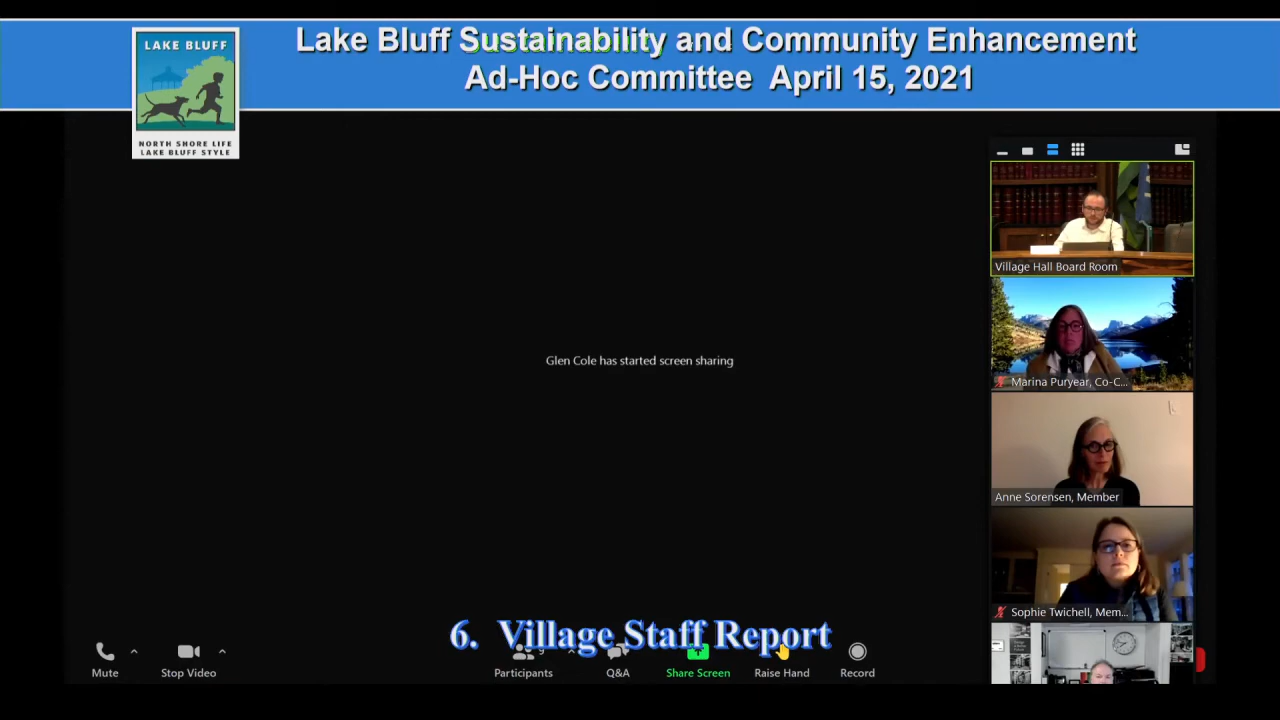 Lake Bluff Sustainability and Community Enhancement
Ad-Hoc Committee April 15, 2021
LAKE BLUFF
NORTH SHORE LIFE
LAKE BLUFF STYLE
Village Hall Board Room
Glen Cole has started screen sharing
Marina Puryear, Co-C...
Anne Sorensen, Member
Sophie Twichell, Mem...
6. Village Staff Report
Mute
Stop Video
Participants
9
Q&A
Share Screen
Raise Hand
Record